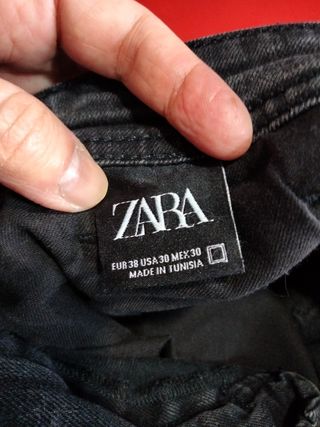 ZARA
EUR 38 USA 30 MEX 30
MADE IN TUNISIA